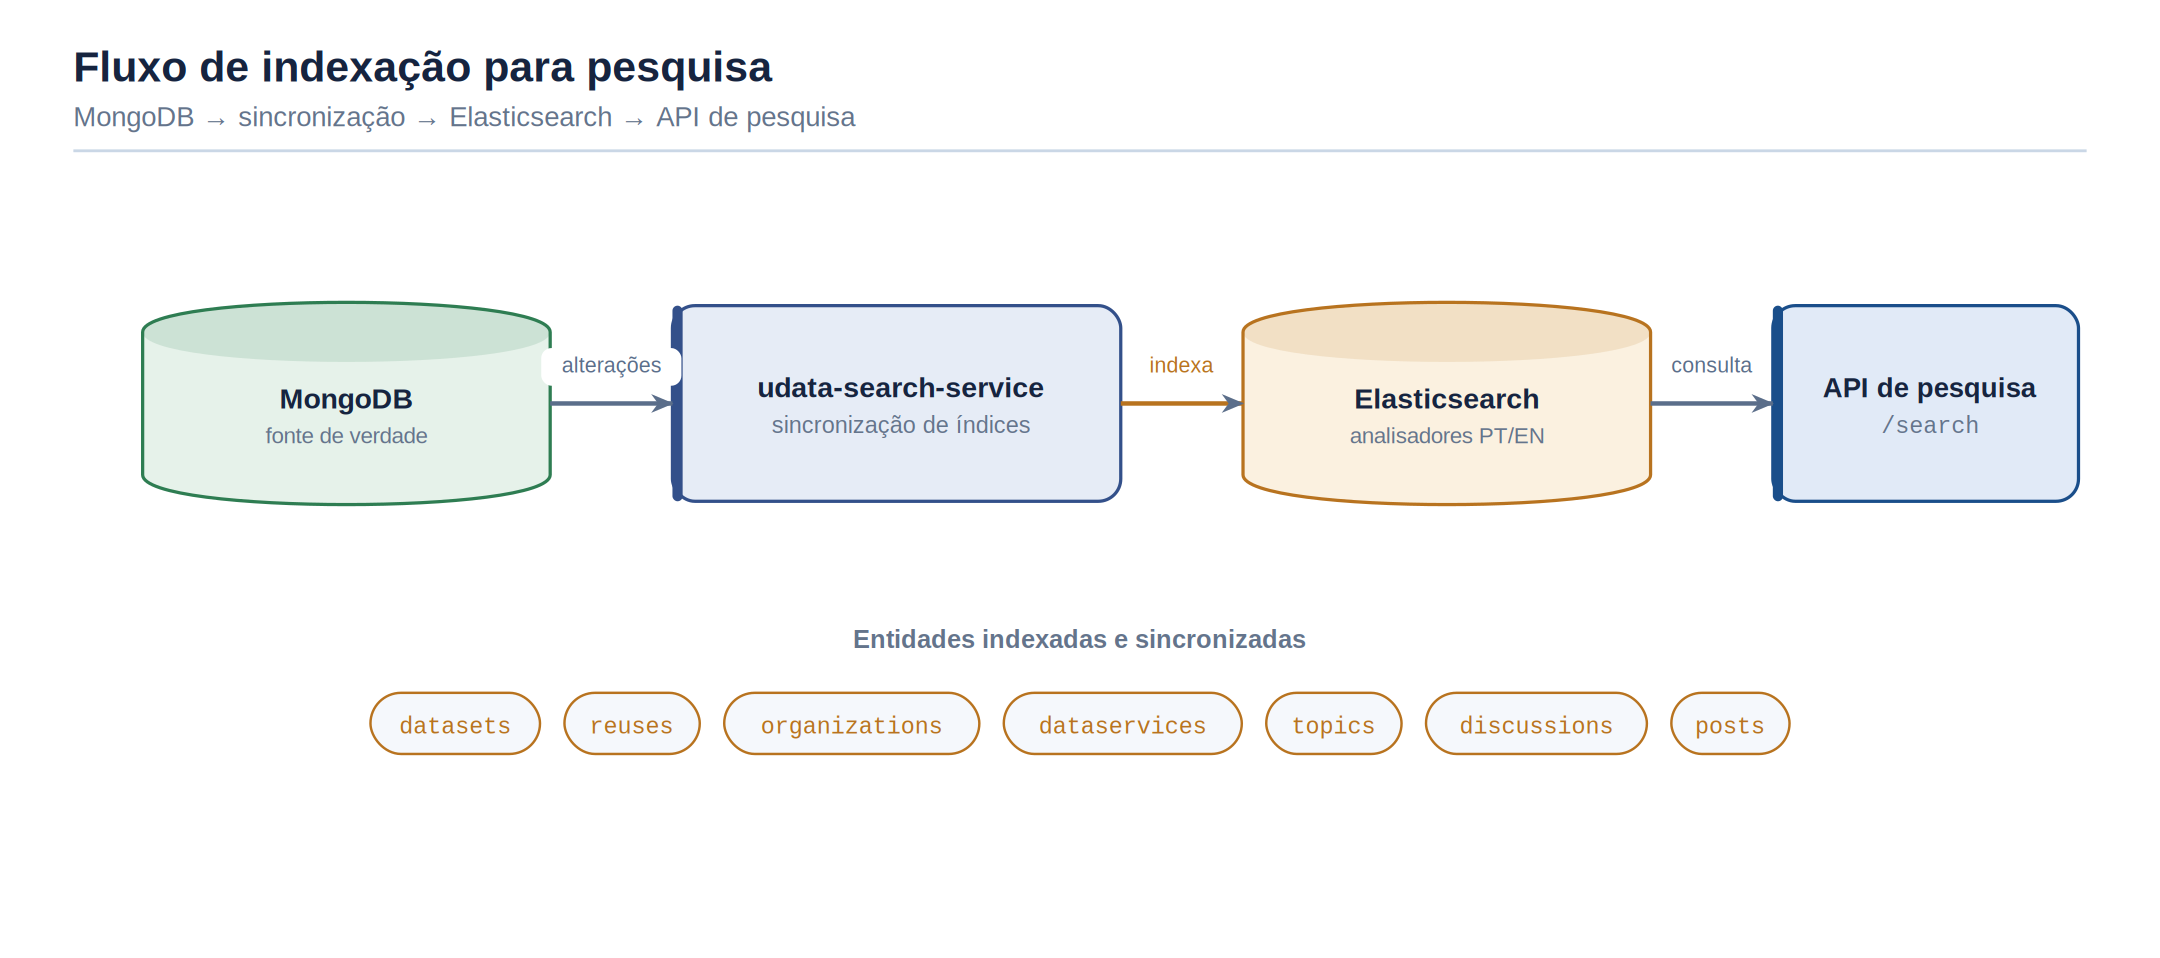 Fluxo de indexação para pesquisa
MongoDB → sincronização → Elasticsearch → API de pesquisa
alterações
indexa
consulta
MongoDB
fonte de verdade
udata-search-service
sincronização de índices
Elasticsearch
analisadores PT/EN
API de pesquisa
/search
Entidades indexadas e sincronizadas
datasets
reuses
organizations
dataservices
topics
discussions
posts